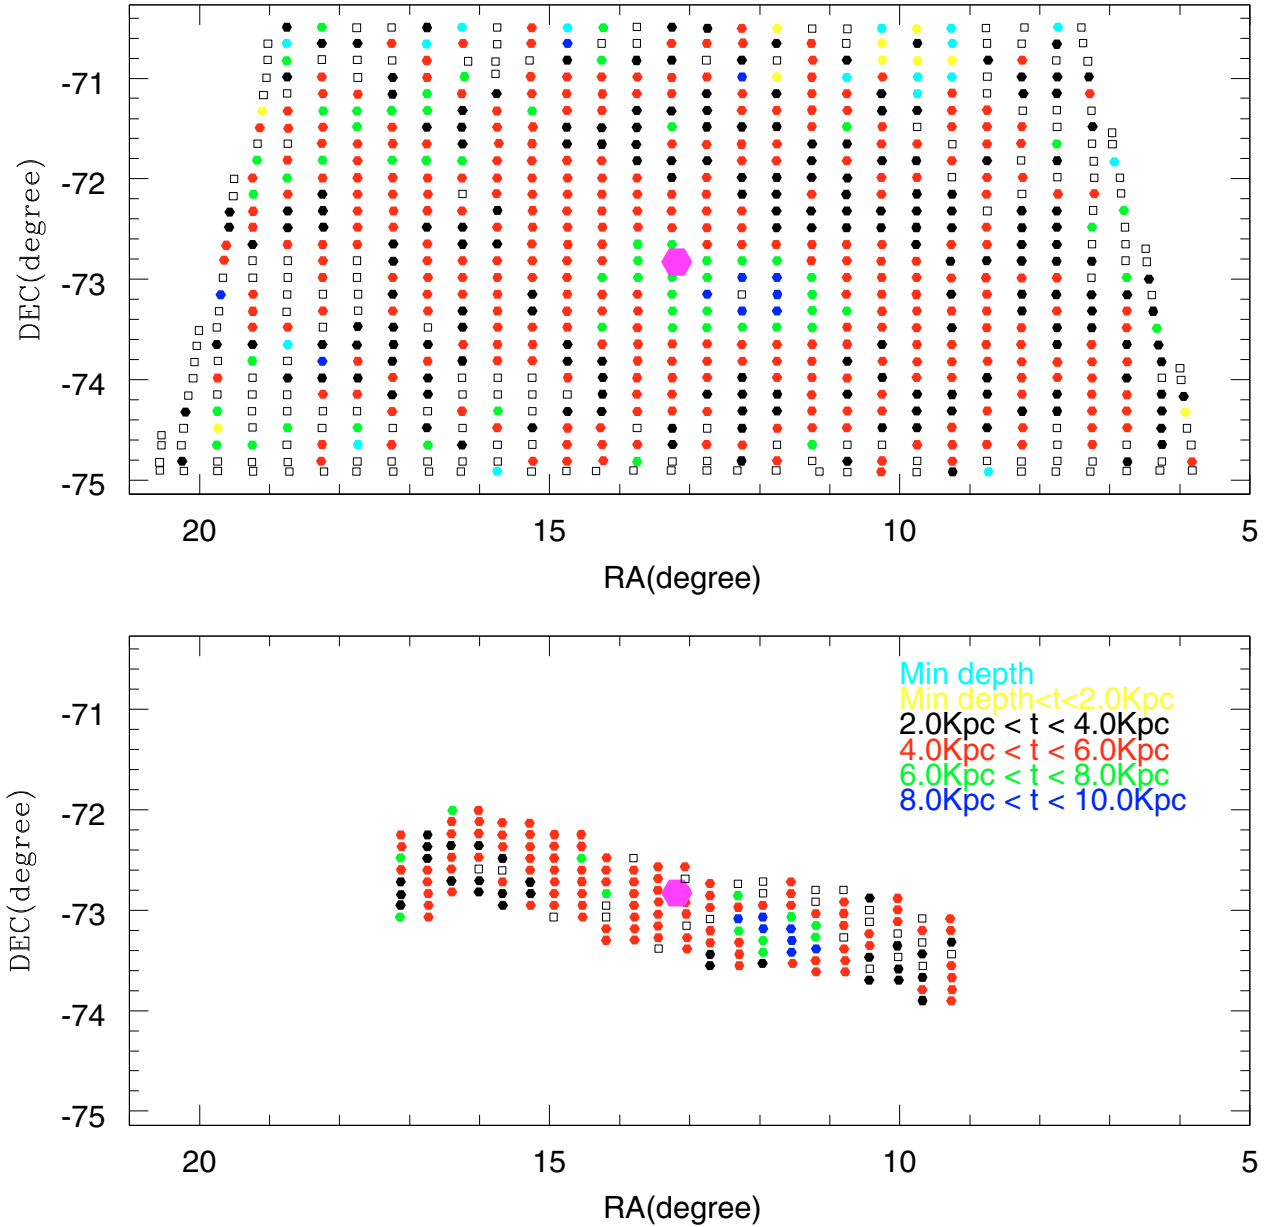 -71
-72
-73
-74
-75
DEC(degree)
20 15 10 5
RA(degree)
Min depth
Min depth<t<2.0Kpc
2.0Kpc < t < 4.0Kpc
4.0Kpc < t < 6.0Kpc
6.0Kpc < t < 8.0Kpc
8.0Kpc < t < 10.0Kpc
-71
-72
-73
-74
-75
DEC(degree)
20 15 10 5
RA(degree)